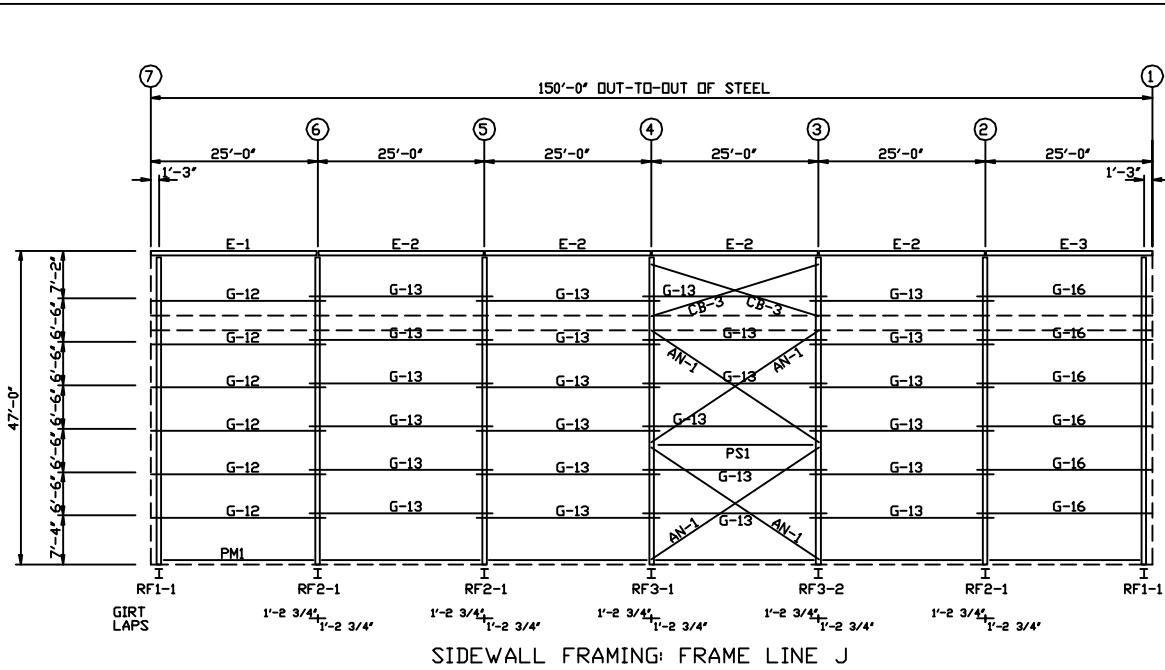 7 1
150'-0" OUT-TO-OUT OF STEEL
6 5 4 3 2
25'-0" 25'-0" 25'-0" 25'-0" 25'-0" 25'-0"
1'-3" 1'-3"
E-1 E-2 E-2 E-2 E-2 E-3
47'-0"
7'-2"
6'-6"
6'-6"
6'-6"
6'-6"
6'-6"
7'-4"
G-12 G-13 G-13 G-13 G-13 G-16
CB-3 CB-3
G-12 G-13 G-13 G-13 G-13 G-16
AN-1 AN-1
G-12 G-13 G-13 G-13 G-13 G-16
G-12 G-13 G-13 G-13 G-13 G-16
PS1
G-12 G-13 G-13 G-13 G-13 G-16
G-12 G-13 G-13 G-13 G-13 G-16
AN-1 AN-1
PM1
RF1-1 RF2-1 RF2-1 RF3-1 RF3-2 RF2-1 RF1-1
GIRT
LAPS
1'-2 3/4" 1'-2 3/4" 1'-2 3/4" 1'-2 3/4" 1'-2 3/4"
1'-2 3/4" 1'-2 3/4" 1'-2 3/4" 1'-2 3/4" 1'-2 3/4"
SIDEWALL FRAMING: FRAME LINE J